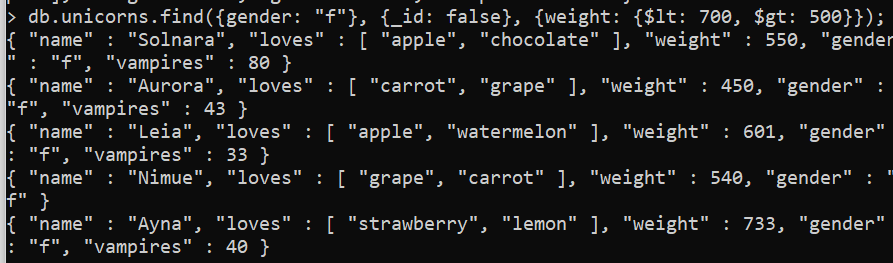 > db.unicorns.find({gender: "f"}, {_id: false}, {weight: {$lt: 700, $gt: 500}});
{ "name" : "Solnara", "loves" : [ "apple", "chocolate" ], "weight" : 550, "gender
" : "f", "vampires" : 80 }
{ "name" : "Aurora", "loves" : [ "carrot", "grape" ], "weight" : 450, "gender" :
"f", "vampires" : 43 }
{ "name" : "Leia", "loves" : [ "apple", "watermelon" ], "weight" : 601, "gender"
: "f", "vampires" : 33 }
{ "name" : "Nimue", "loves" : [ "grape", "carrot" ], "weight" : 540, "gender" : "
f" }
{ "name" : "Ayna", "loves" : [ "strawberry", "lemon" ], "weight" : 733, "gender"
: "f", "vampires" : 40 }